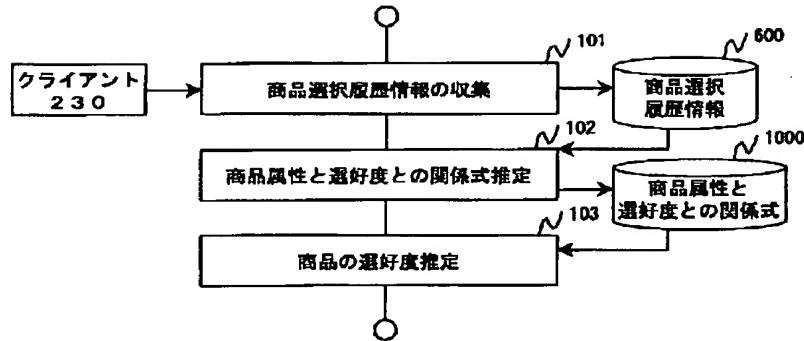 101
600
クライアント
230
商品選択履歴情報の収集
商品選択
履歴情報
102
1000
商品属性と選好度との関係式推定
商品属性と
選好度との関係式
103
商品の選好度推定